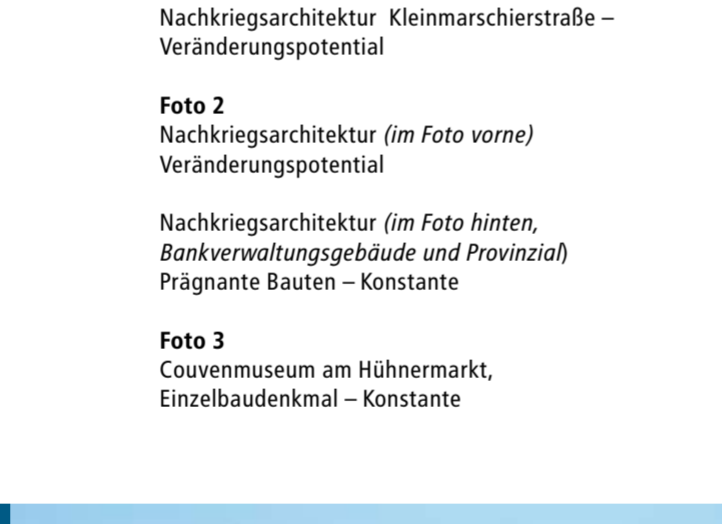 Nachkriegsarchitektur Kleinmarschierstraße –
Veränderungspotential
Foto 2
Nachkriegsarchitektur (im Foto vorne)
Veränderungspotential
Nachkriegsarchitektur (im Foto hinten,
Bankverwaltungsgebäude und Provinzial)
Prägnante Bauten – Konstante
Foto 3
Couvenmuseum am Hühnermarkt,
Einzelbaudenkmal – Konstante